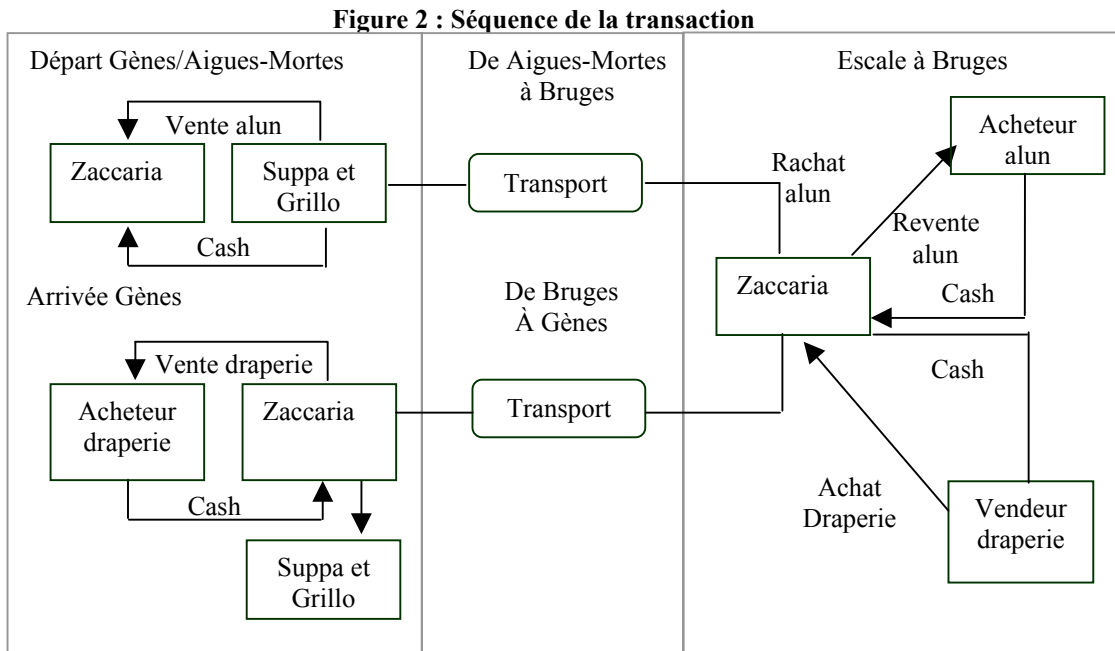 Figure 2 : Séquence de la transaction
Départ Gènes/Aigues-Mortes
Vente alun
Zaccaria
Suppa et
Grillo
Cash
De Aigues-Mortes
à Bruges
Transport
Escale à Bruges
Acheteur
alun
Rachat
alun
Revente
alun
Zaccaria
Cash
Cash
Achat
Draperie
Vendeur
draperie
De Bruges
À Gènes
Transport
Arrivée Gènes
Vente draperie
Acheteur
draperie
Zaccaria
Cash
Suppa et
Grillo